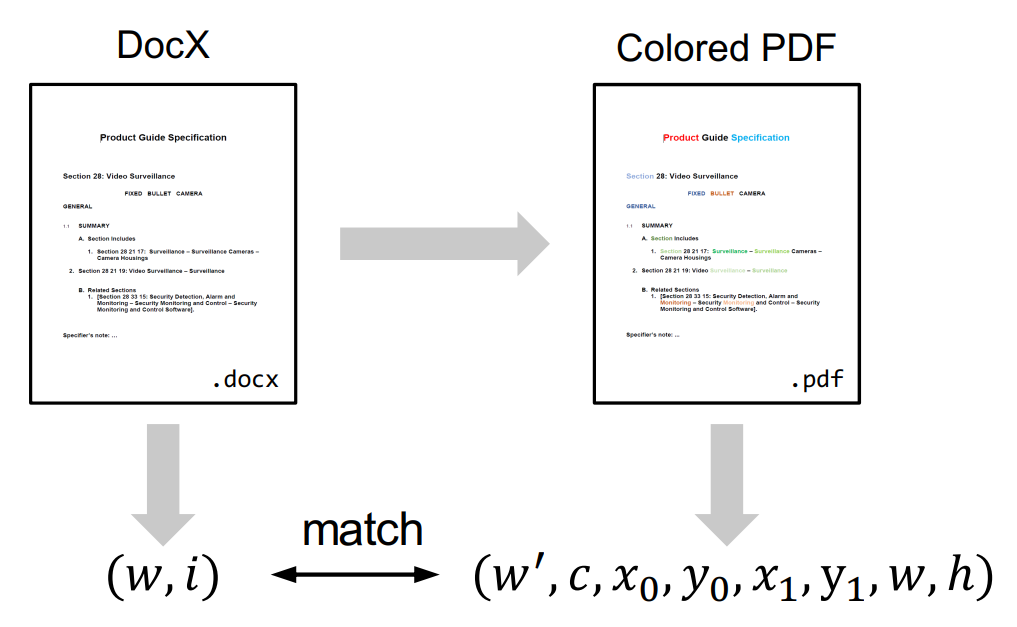 DocX
Colored PDF
Product Guide Specification
Section 28: Video Surveillance
FIXED BULLET CAMERA
GENERAL
1.1 SUMMARY
A. Section Includes
1. Section 28 21 17: Surveillance – Surveillance Cameras –
Camera Housings
2. Section 28 21 19: Video Surveillance – Surveillance
B. Related Sections
1. [Section 28 33 15: Security Detection, Alarm and
Monitoring – Security Monitoring and Control – Security
Monitoring and Control Software].
Specifier's note: ...
.docx
Product Guide Specification
Section 28: Video Surveillance
FIXED BULLET CAMERA
GENERAL
1.1 SUMMARY
A. Section Includes
1. Section 28 21 17: Surveillance – Surveillance Cameras –
Camera Housings
2. Section 28 21 19: Video Surveillance – Surveillance
B. Related Sections
1. [Section 28 33 15: Security Detection, Alarm and
Monitoring – Security Monitoring and Control – Security
Monitoring and Control Software].
Specifier's note: ...
.pdf
match
(w, i)
(w′, c, x₀, y₀, x₁, y₁, w, h)